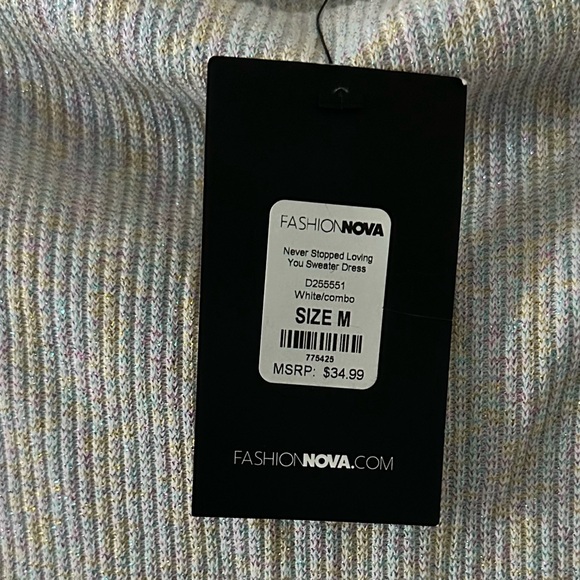 FASHIONNOVA
Never Stopped Loving
You Sweater Dress
D255551
White/combo
SIZE M
775425
MSRP: $34.99
FASHIONNOVA.COM